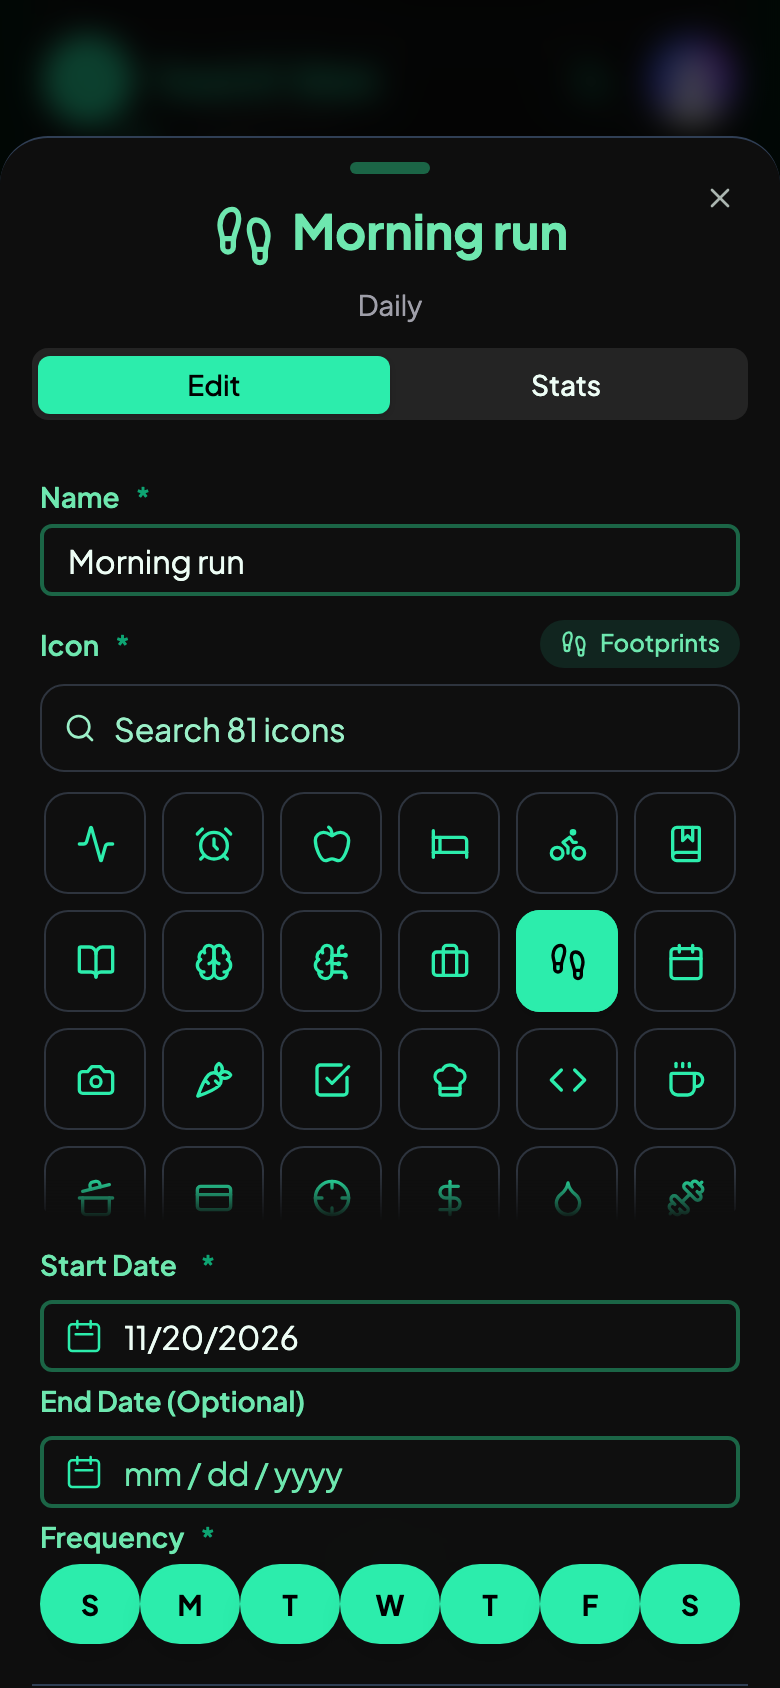 Morning run
Daily
Edit Stats
Name *
Morning run
Icon * Footprints
Search 81 icons
Start Date *
11/20/2026
End Date (Optional)
mm / dd / yyyy
Frequency *
S M T W T F S